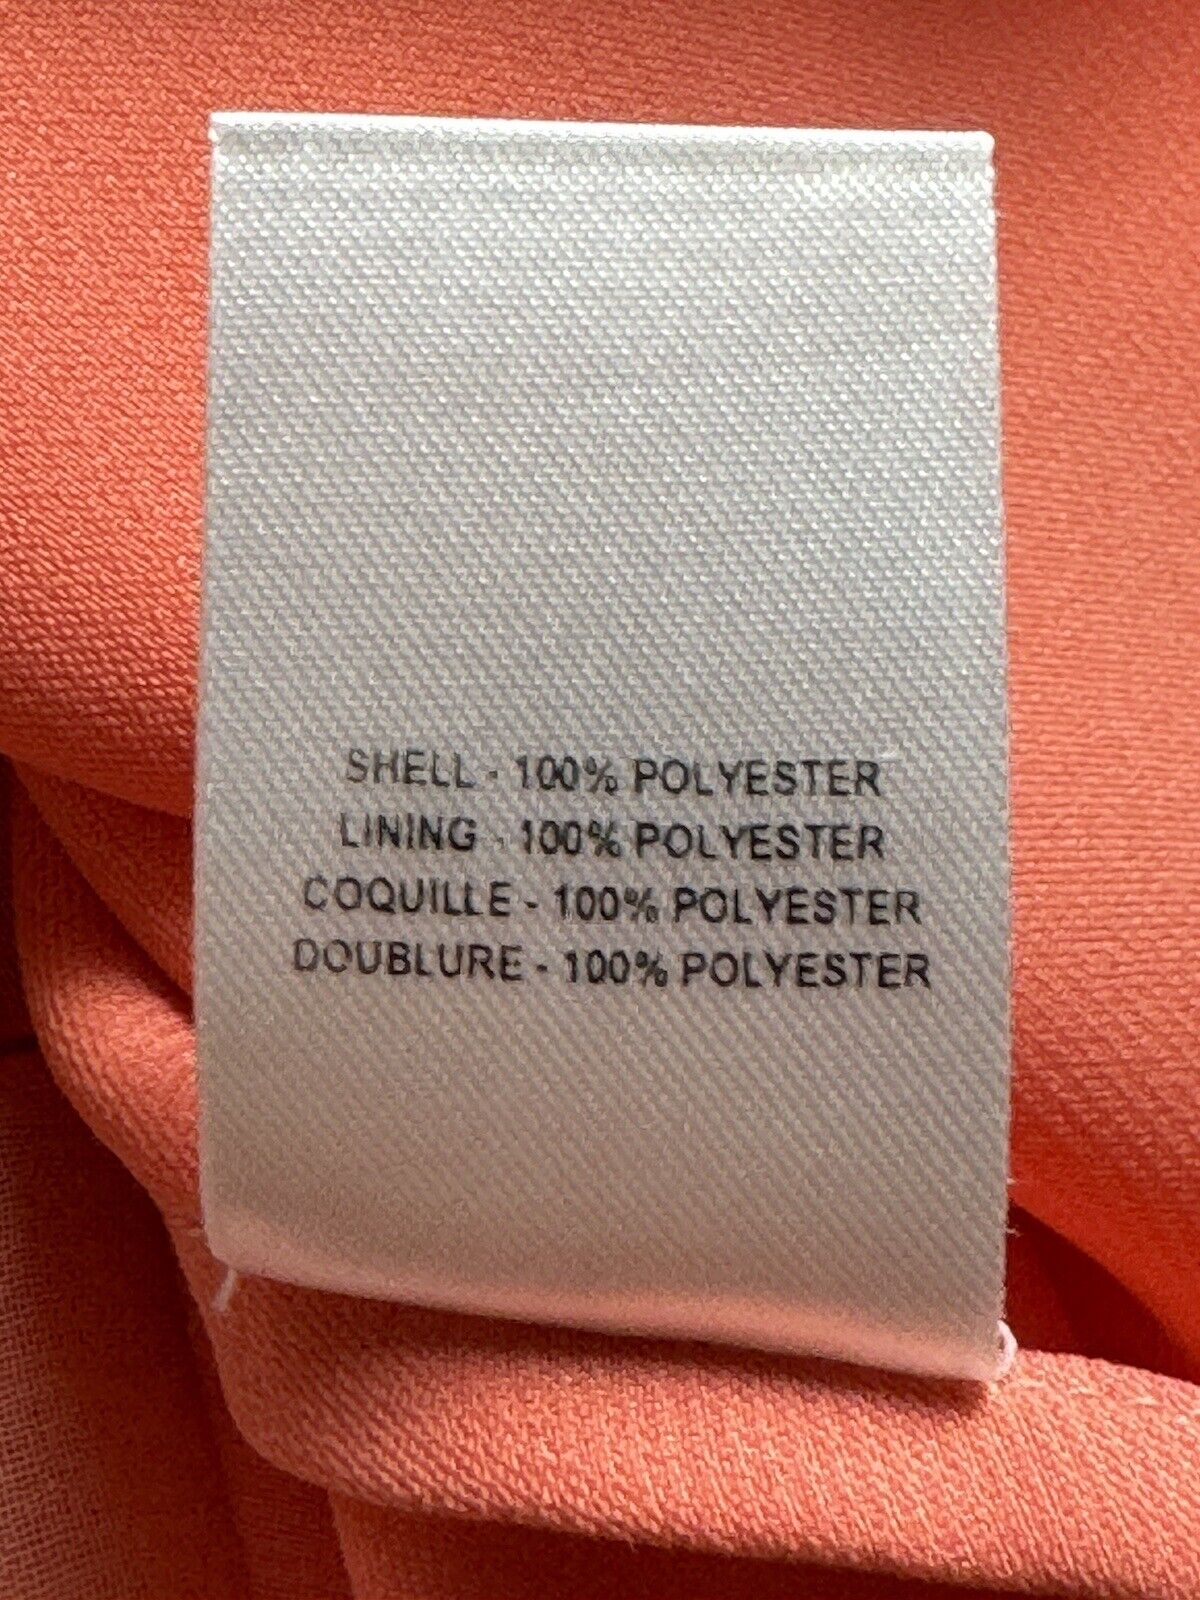 SHELL - 100% POLYESTER
LINING - 100% POLYESTER
COQUILLE - 100% POLYESTER
DOUBLURE - 100% POLYESTER